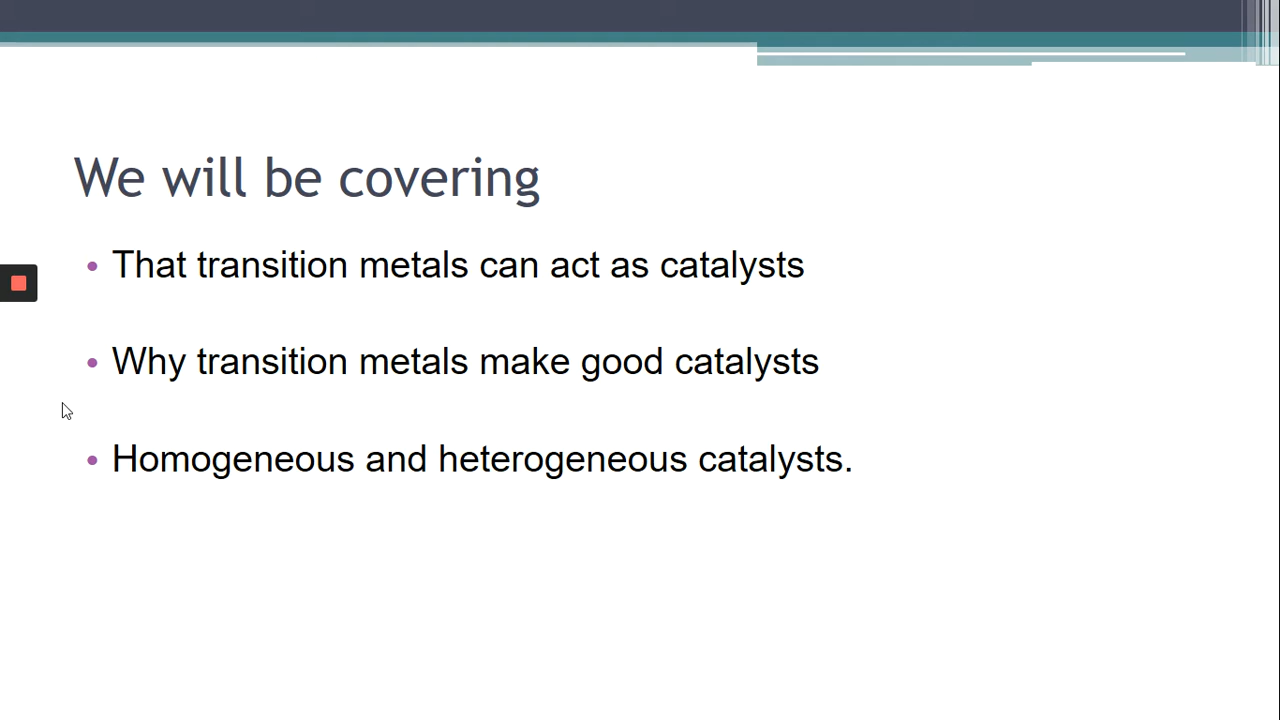 We will be covering
• That transition metals can act as catalysts
• Why transition metals make good catalysts
• Homogeneous and heterogeneous catalysts.